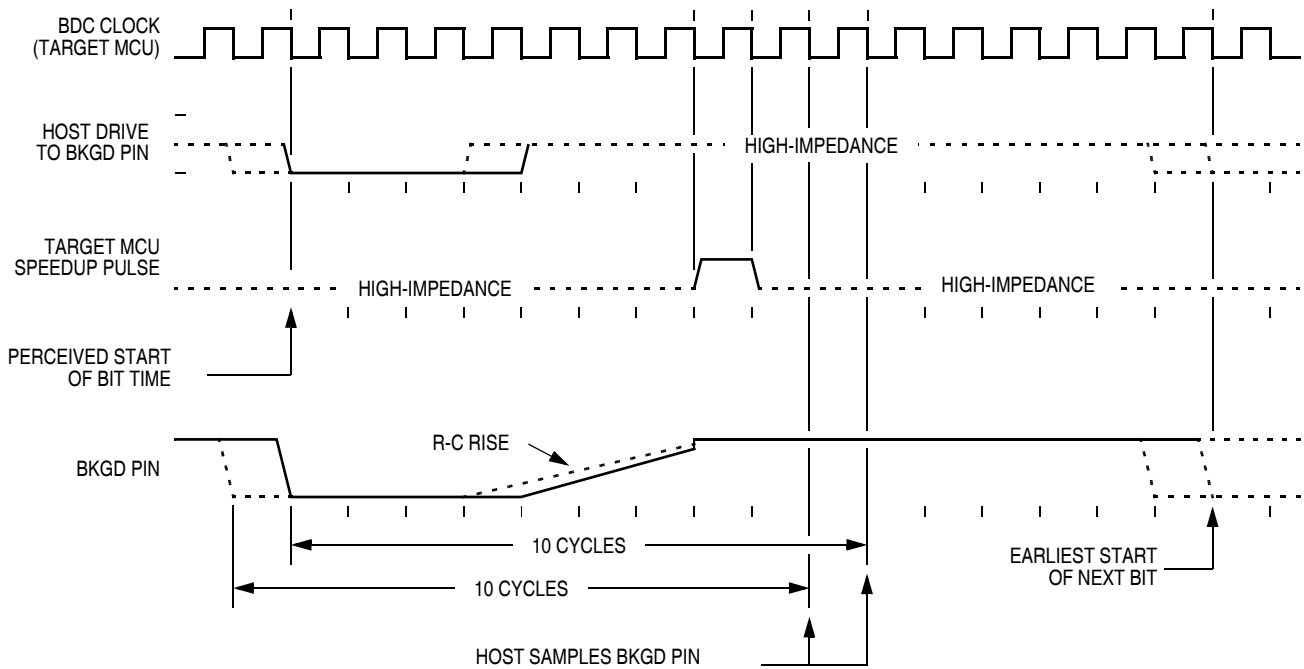 BDC CLOCK
(TARGET MCU)
HOST DRIVE
TO BKGD PIN
HIGH-IMPEDANCE
TARGET MCU
SPEEDUP PULSE
HIGH-IMPEDANCE
HIGH-IMPEDANCE
PERCEIVED START
OF BIT TIME
R-C RISE
BKGD PIN
10 CYCLES
EARLIEST START
OF NEXT BIT
10 CYCLES
HOST SAMPLES BKGD PIN